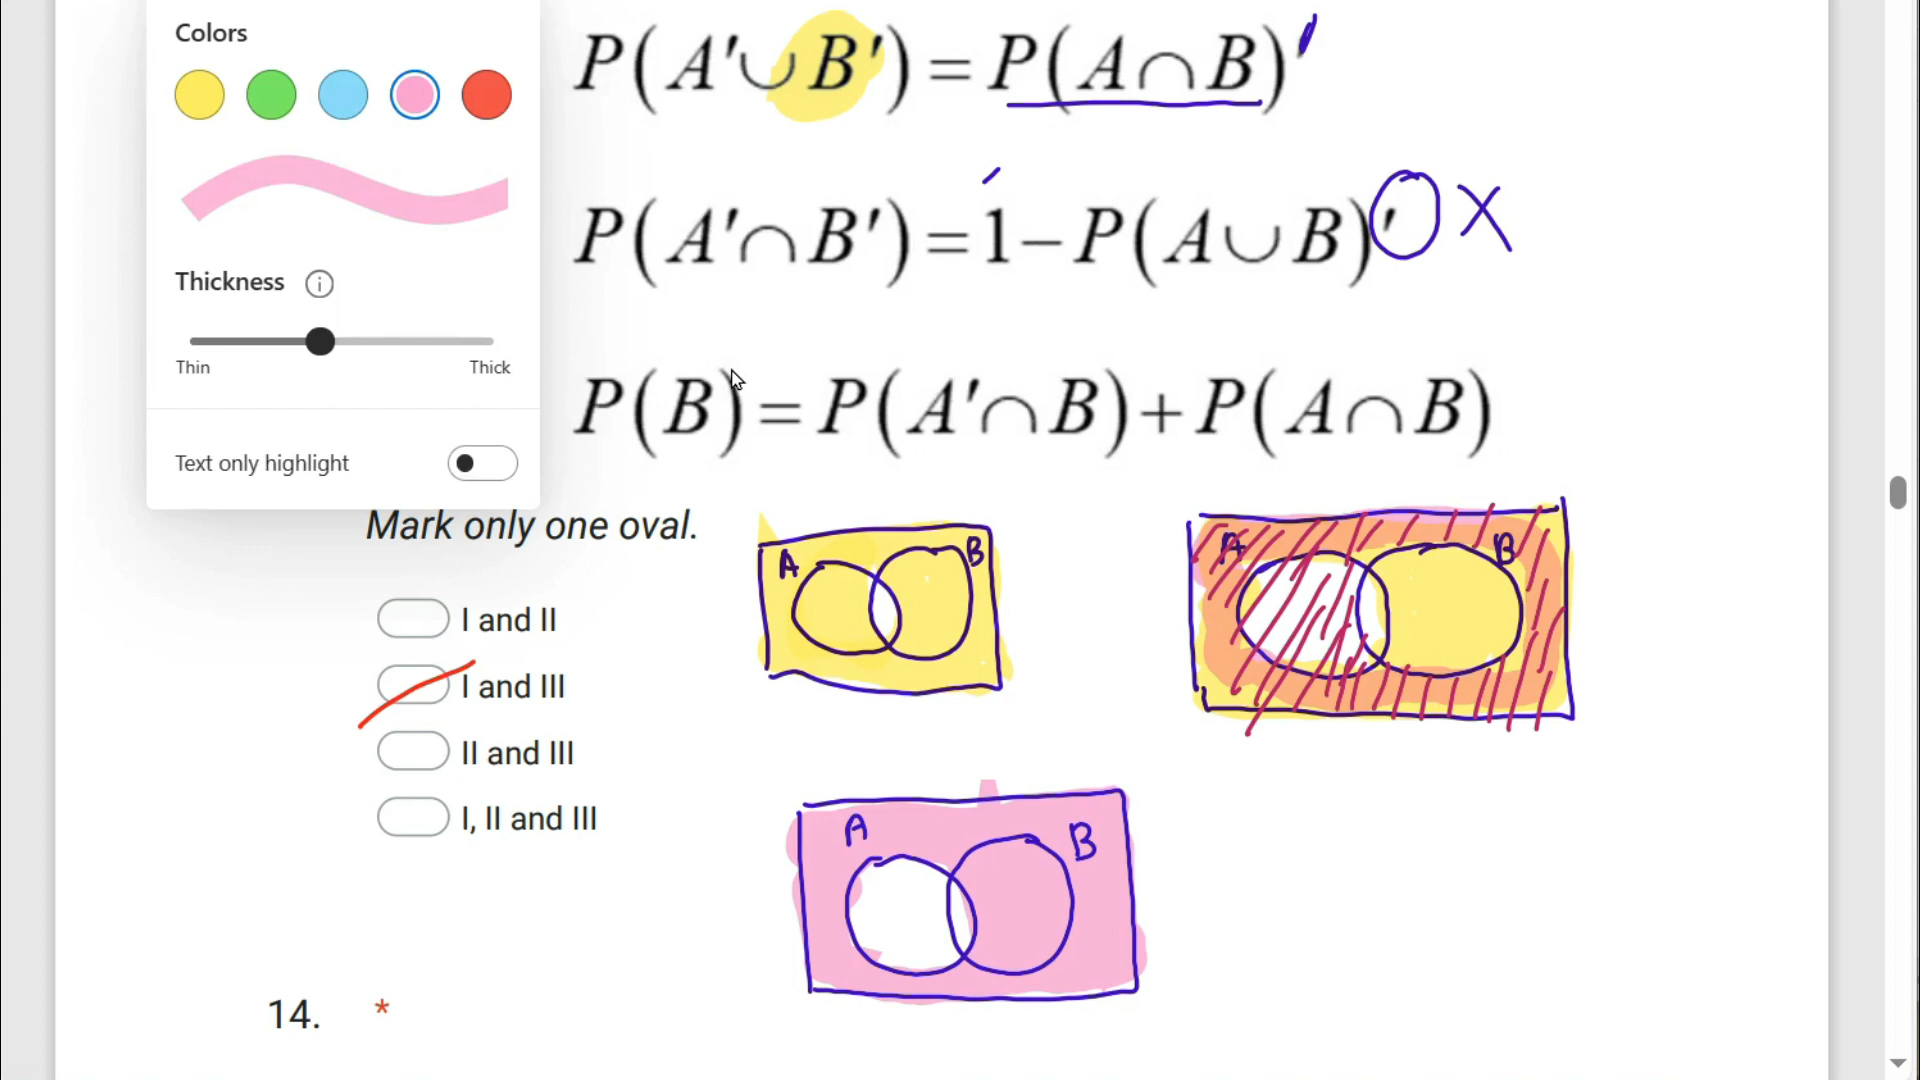 Colors
P(A′∪B′)=P(A∩B)′
Thickness
P(A′∩B′)=1−P(A∪B)′ O X
Thin Thick
P(B)=P(A′∩B)+P(A∩B)
Text only highlight
Mark only one oval.
A B
A B
I and II
I and III
II and III
I, II and III
A B
14. *